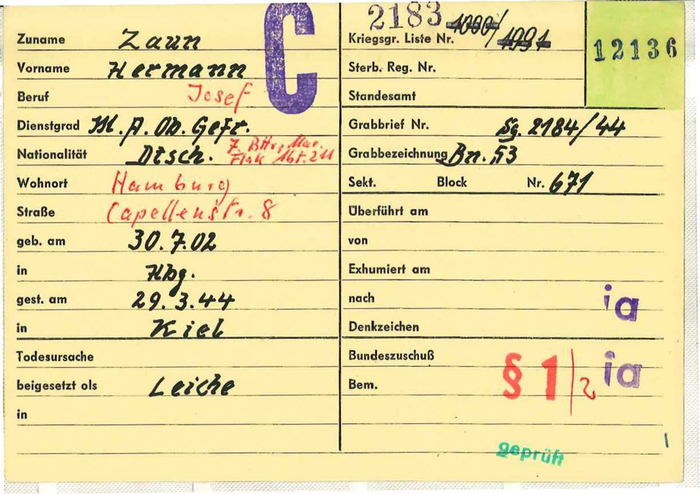 C
2183 1000/
Zuname Zaun
Kriegsgr. Liste Nr. 1091
12136
Vorname Hermann
Sterb. Reg. Nr.
Beruf Josef
Standesamt
Dienstgrad M. A. Ob. Gefr.
Grabbrief Nr. Sg. 2184/44
Nationalität Dtsch. 7. Bttr. Mar. Flak Abt. 211
Grabbezeichnung Bn. 53
Wohnort Hamburg
Sekt. Block Nr. 671
Straße Capellenstr. 8
Überführt am
geb. am 30.7.02
von
in Hbg.
Exhumiert am
gest. am 29.3.44
nach ia
in Kiel
Denkzeichen
Todesursache
Bundeszuschuß § 1/2 ia
beigesetzt als Leiche
Bem.
in
geprüft